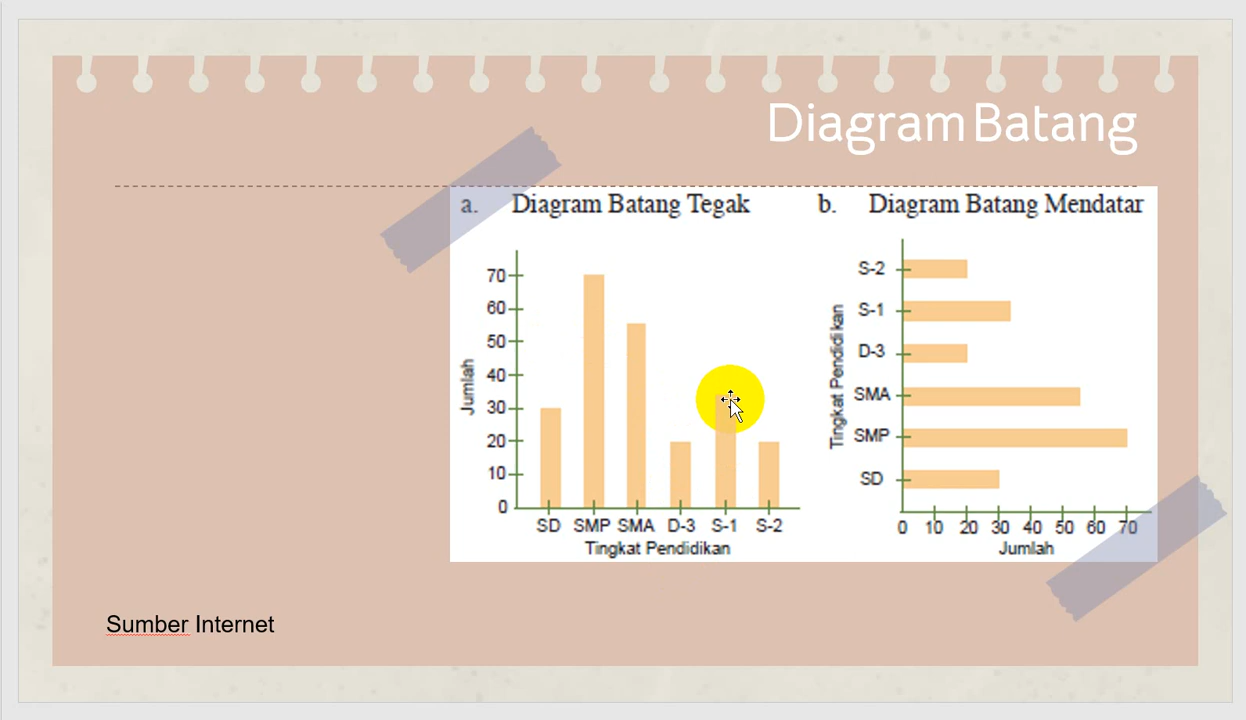 Diagram Batang
a. Diagram Batang Tegak
70
60
50
40
30
20
10
0
Jumlah
SD SMP SMA D-3 S-1 S-2
Tingkat Pendidikan
b. Diagram Batang Mendatar
S-2
S-1
D-3
SMA
SMP
SD
Tingkat Pendidikan
0 10 20 30 40 50 60 70
Jumlah
Sumber Internet